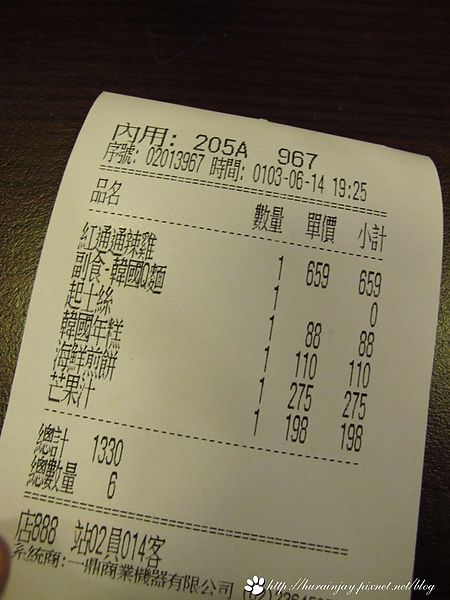 內用: 205A 967
序號: 02013967 時間: 0103-06-14 19:25
品名 數量 單價 小計
紅通通辣雞 1 659 659
副食-韓國Q麵 1 0
起士絲 1 88 88
韓國年糕 1 110 110
海鮮煎餅 1 275 275
芒果汁 1 198 198
總計 1330
總數量 6
店888 站02員014客
系統商:一鼎商業機器有限公司
http://hurainjay.pixnet.net/blog